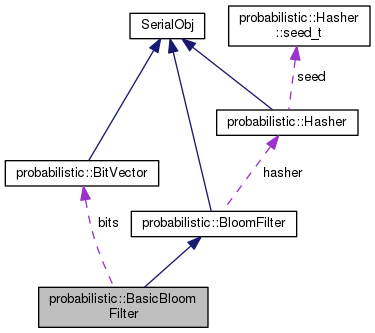 SerialObj
probabilistic::Hasher
::seed_t
seed
probabilistic::Hasher
hasher
probabilistic::BitVector
bits
probabilistic::BloomFilter
probabilistic::BasicBloom
Filter